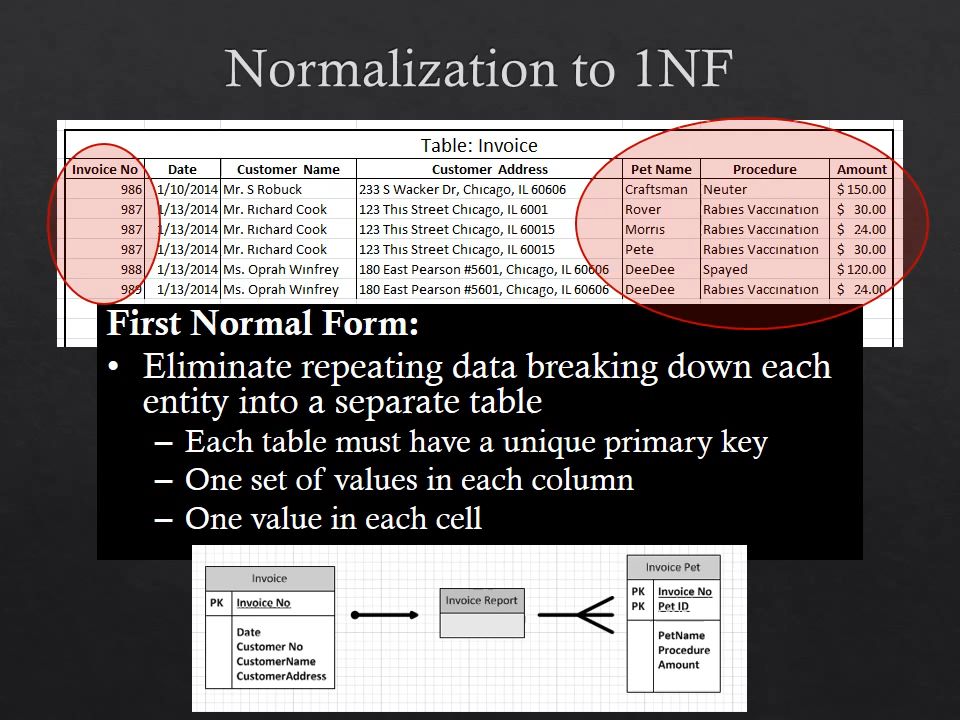 Normalization to 1NF
Table: Invoice
Invoice No Date Customer Name Customer Address Pet Name Procedure Amount
986 1/10/2014 Mr. S Robuck 233 S Wacker Dr, Chicago, IL 60606 Craftsman Neuter $ 150.00
987 1/13/2014 Mr. Richard Cook 123 This Street Chicago, IL 6001 Rover Rabies Vaccination $ 30.00
987 1/13/2014 Mr. Richard Cook 123 This Street Chicago, IL 60015 Morris Rabies Vaccination $ 24.00
987 1/13/2014 Mr. Richard Cook 123 This Street Chicago, IL 60015 Pete Rabies Vaccination $ 30.00
988 1/13/2014 Ms. Oprah Winfrey 180 East Pearson #5601, Chicago, IL 60606 DeeDee Spayed $ 120.00
989 1/13/2014 Ms. Oprah Winfrey 180 East Pearson #5601, Chicago, IL 60606 DeeDee Rabies Vaccination $ 24.00
First Normal Form:
• Eliminate repeating data breaking down each
entity into a separate table
– Each table must have a unique primary key
– One set of values in each column
– One value in each cell
Invoice
PK Invoice No
Date
Customer No
CustomerName
CustomerAddress
Invoice Report
Invoice Pet
PK Invoice No
PK Pet ID
PetName
Procedure
Amount